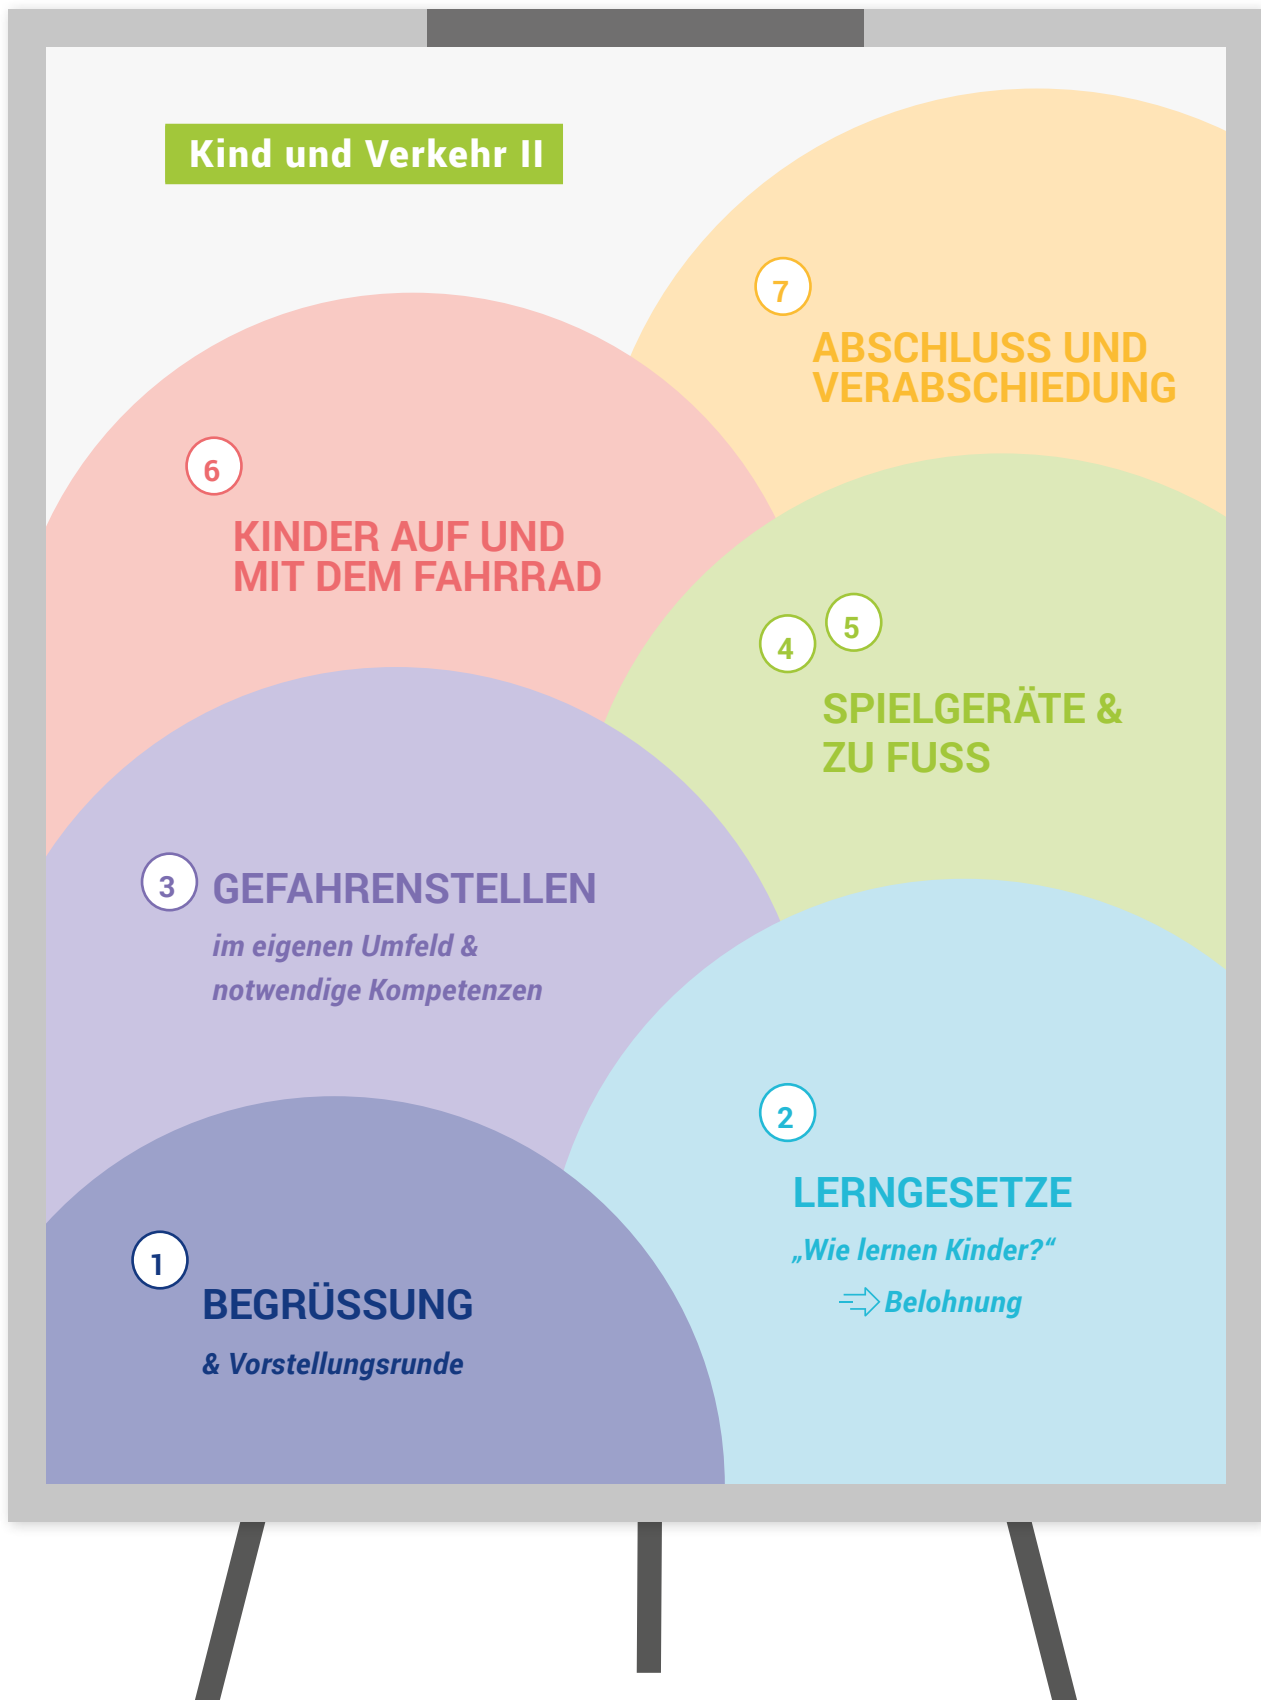 Kind und Verkehr II
7
ABSCHLUSS UND
VERABSCHIEDUNG
6
KINDER AUF UND
MIT DEM FAHRRAD
4 5
SPIELGERÄTE &
ZU FUSS
3 GEFAHRENSTELLEN
im eigenen Umfeld &
notwendige Kompetenzen
2
LERNGESETZE
„Wie lernen Kinder?“
Belohnung
1
BEGRÜSSUNG
& Vorstellungsrunde